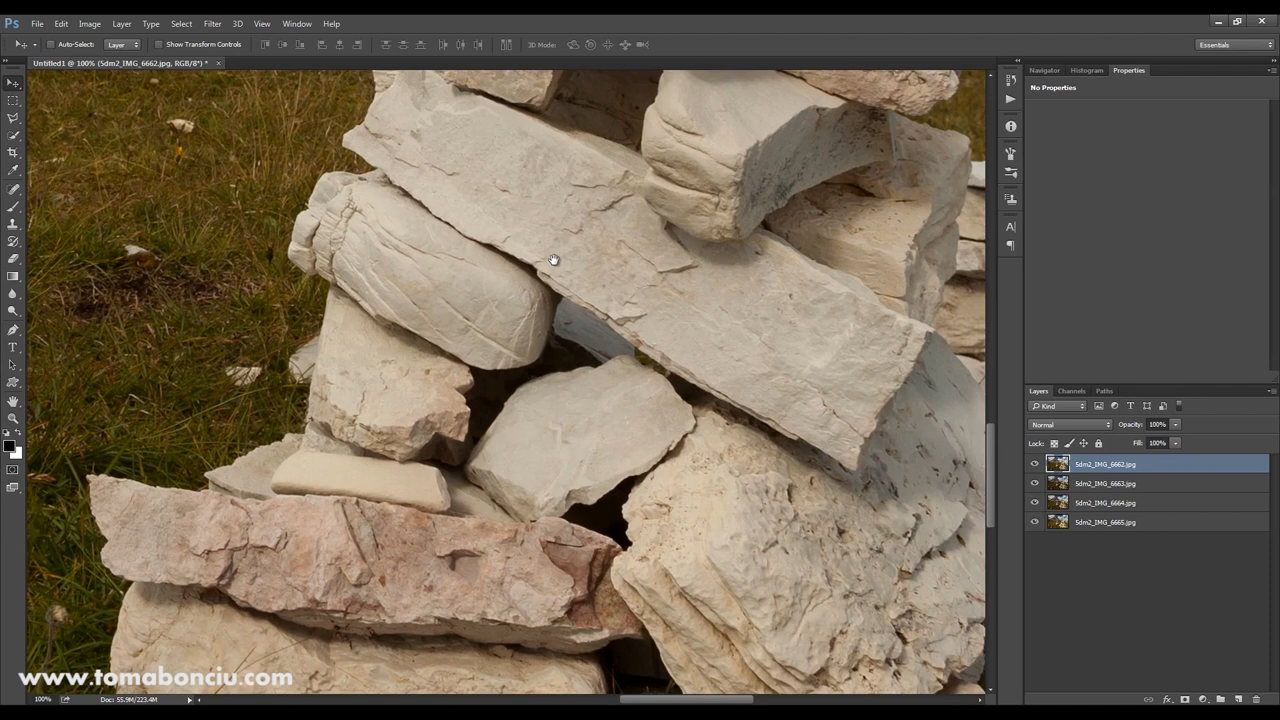 Ps File Edit Image Layer Type Select Filter 3D View Window Help
Auto-Select: Layer Show Transform Controls 3D Mode: Essentials
Untitled1 @ 100% (5dm2_IMG_6662.jpg, RGB/8*) *
Navigator Histogram Properties
No Properties
Layers Channels Paths
Kind
Normal Opacity: 100%
Lock: Fill: 100%
5dm2_IMG_6662.jpg
5dm2_IMG_6663.jpg
5dm2_IMG_6664.jpg
5dm2_IMG_6665.jpg
www.tomabonciu.com
100% Doc: 55.9M/223.4M